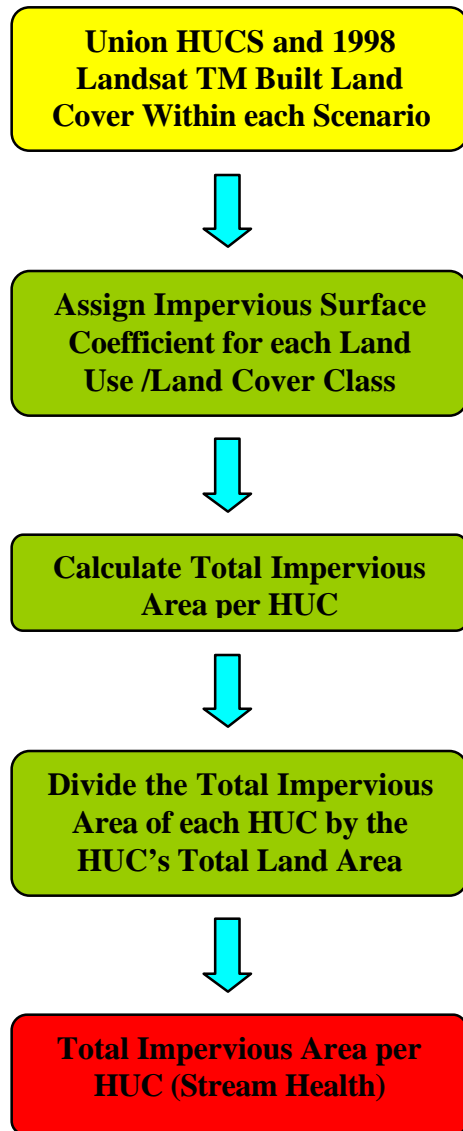 Union HUCS and 1998
Landsat TM Built Land
Cover Within each Scenario
Assign Impervious Surface
Coefficient for each Land
Use /Land Cover Class
Calculate Total Impervious
Area per HUC
Divide the Total Impervious
Area of each HUC by the
HUC’s Total Land Area
Total Impervious Area per
HUC (Stream Health)